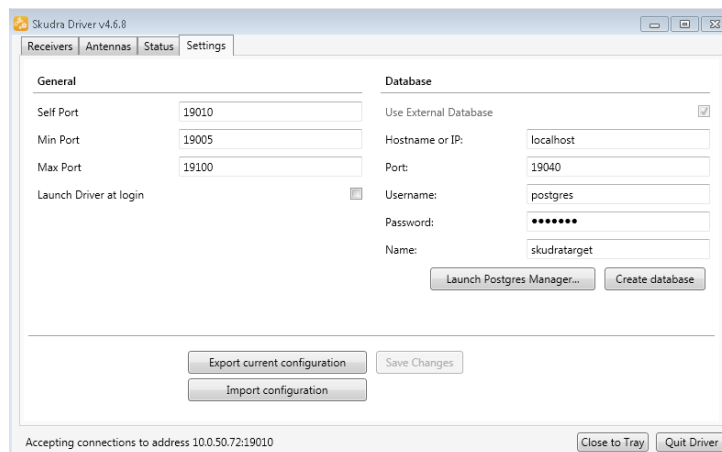 Skudra Driver v4.6.8
Receivers Antennas Status Settings
General
Self Port 19010
Min Port 19005
Max Port 19100
Launch Driver at login
Database
Use External Database
Hostname or IP: localhost
Port: 19040
Username: postgres
Password: •••••••
Name: skudratarget
Launch Postgres Manager... Create database
Export current configuration Save Changes
Import configuration
Accepting connections to address 10.0.50.72:19010 Close to Tray Quit Driver